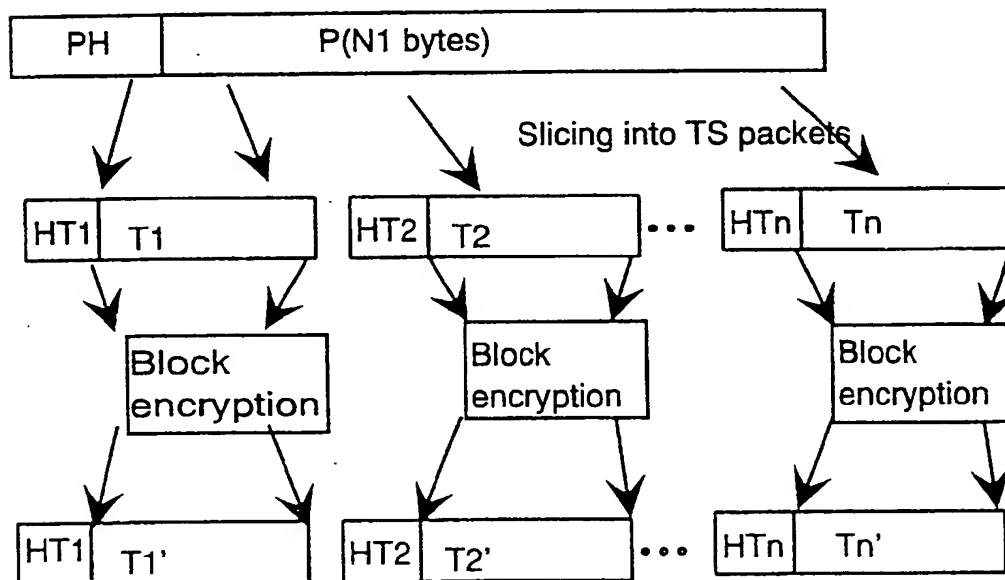 PH P(N1 bytes)
Slicing into TS packets
HT1 T1 HT2 T2 ••• HTn Tn
Block Block Block
encryption encryption encryption
HT1 T1' HT2 T2' ••• HTn Tn'